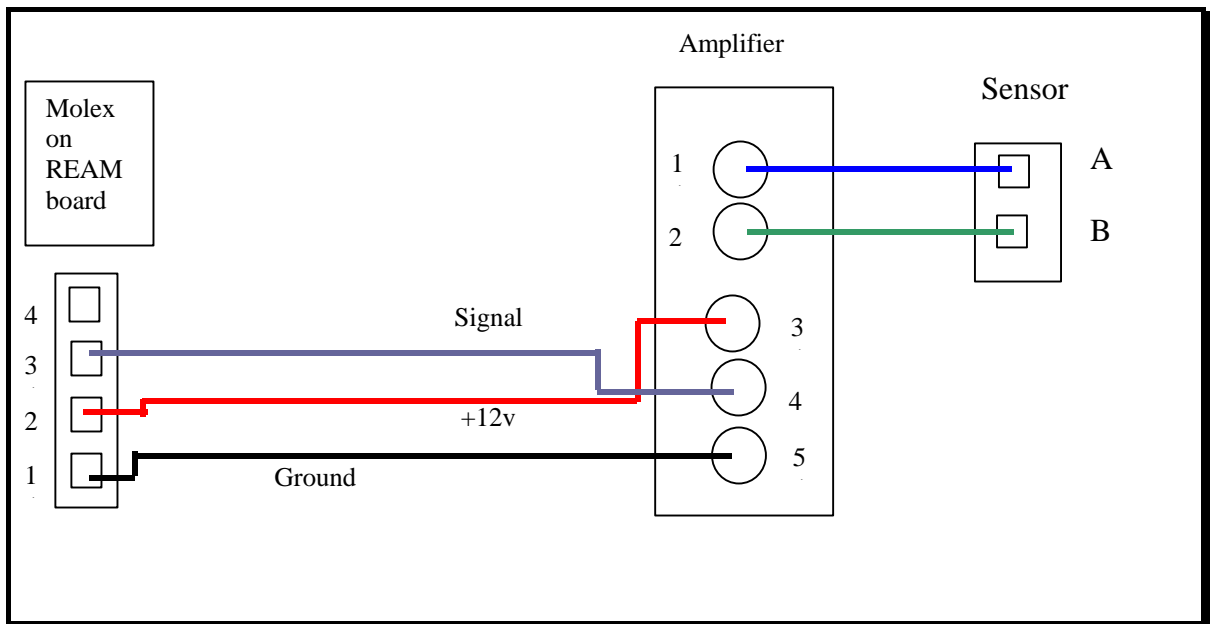 Amplifier
Sensor
Molex
on
REAM
board
1
A
2
B
4
Signal
3
3
4
2
+12v
5
1
Ground